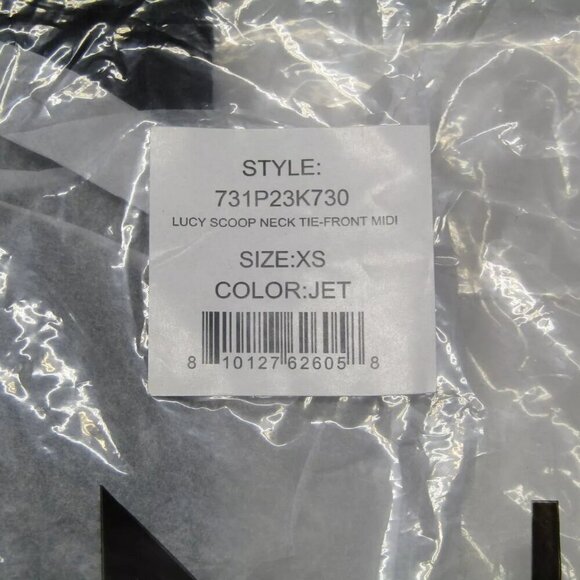 STYLE:
731P23K730
LUCY SCOOP NECK TIE-FRONT MIDI
SIZE:XS
COLOR:JET
8 10127 62605 8